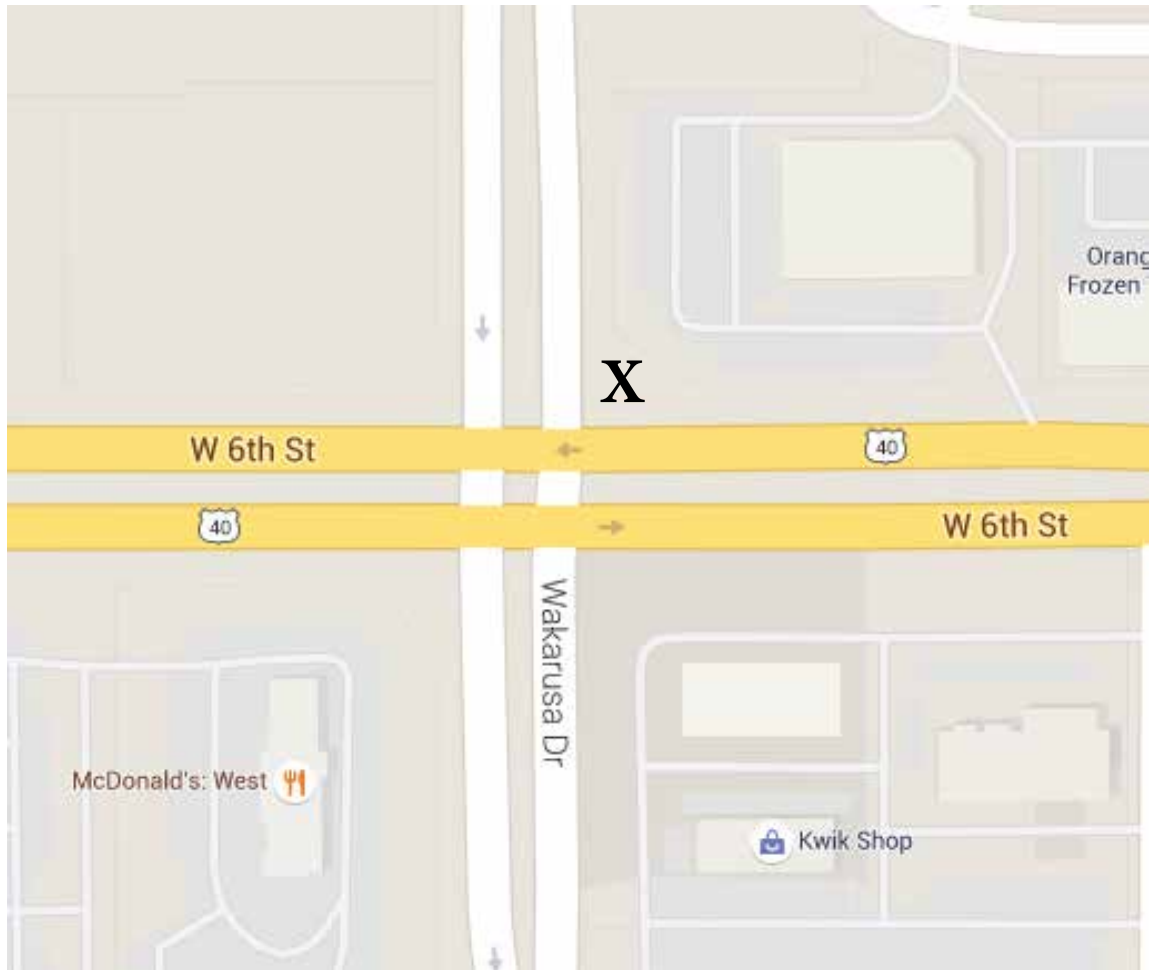 Orang
Frozen
X
W 6th St
40
40
W 6th St
Wakarusa Dr
McDonald's: West
Kwik Shop